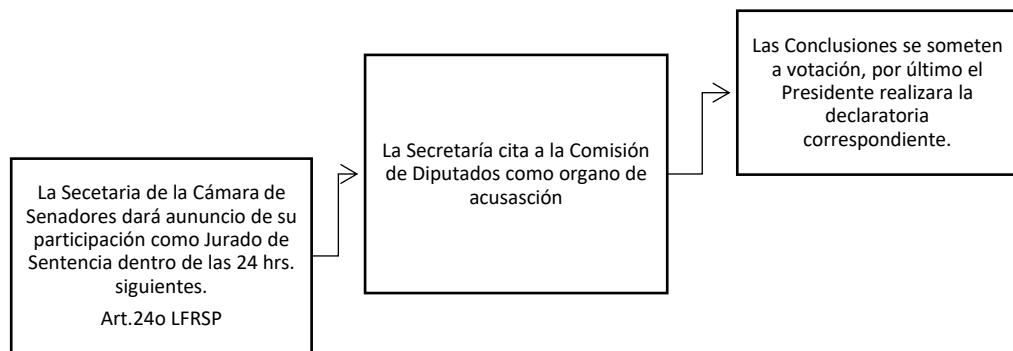 La Secetaria de la Cámara de
Senadores dará aununcio de su
participación como Jurado de
Sentencia dentro de las 24 hrs.
siguientes.
Art.24o LFRSP
La Secretaría cita a la Comisión
de Diputados como organo de
acusasción
Las Conclusiones se someten
a votación, por último el
Presidente realizara la
declaratoria
correspondiente.